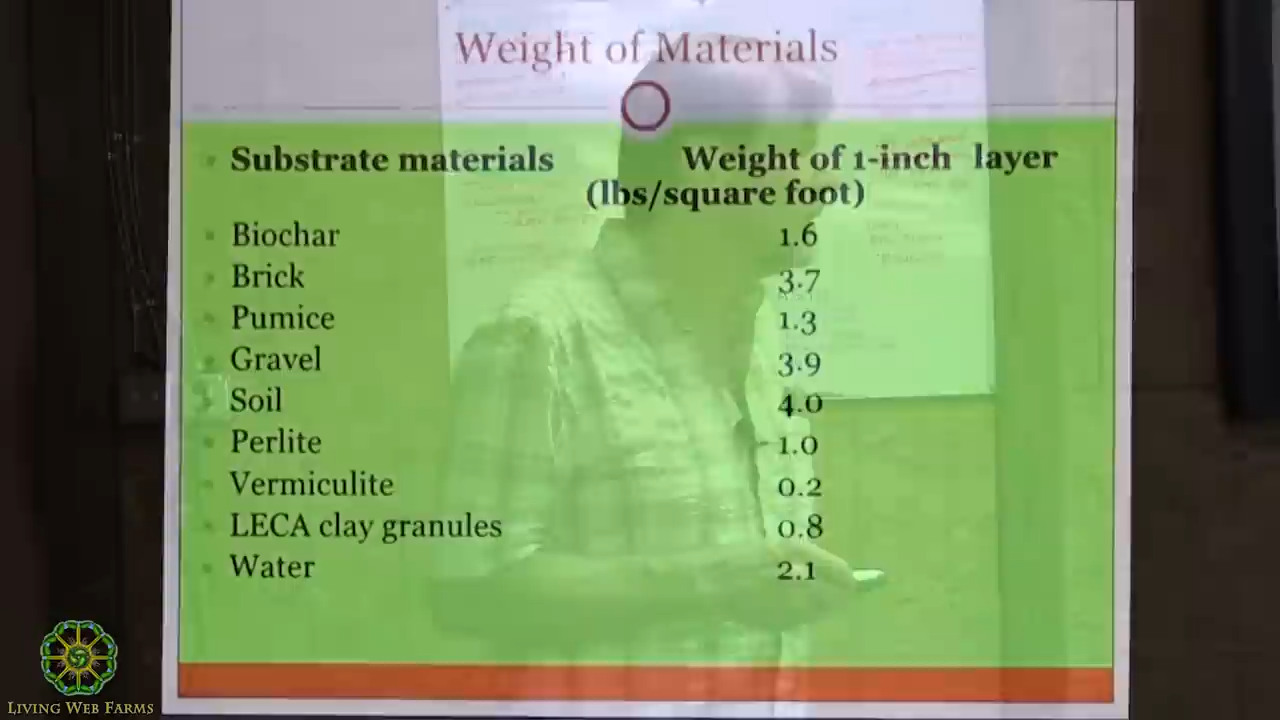 Weight of Materials
Substrate materials Weight of 1-inch layer
(lbs/square foot)
Biochar 1.6
Brick 3.7
Pumice 1.3
Gravel 3.9
Soil 4.0
Perlite 1.0
Vermiculite 0.2
LECA clay granules 0.8
Water 2.1
LIVING WEB FARMS